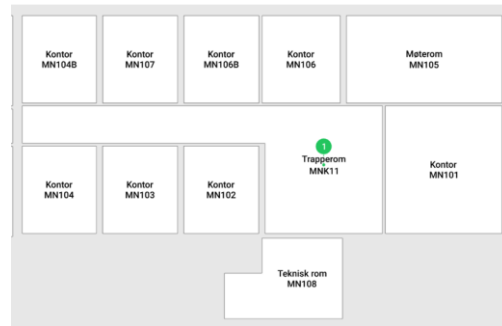 Kontor
MN104B
Kontor
MN107
Kontor
MN106B
Kontor
MN106
Møterom
MN105
1
Trapperom
MNK11
Kontor
MN101
Kontor
MN104
Kontor
MN103
Kontor
MN102
Teknisk rom
MN108